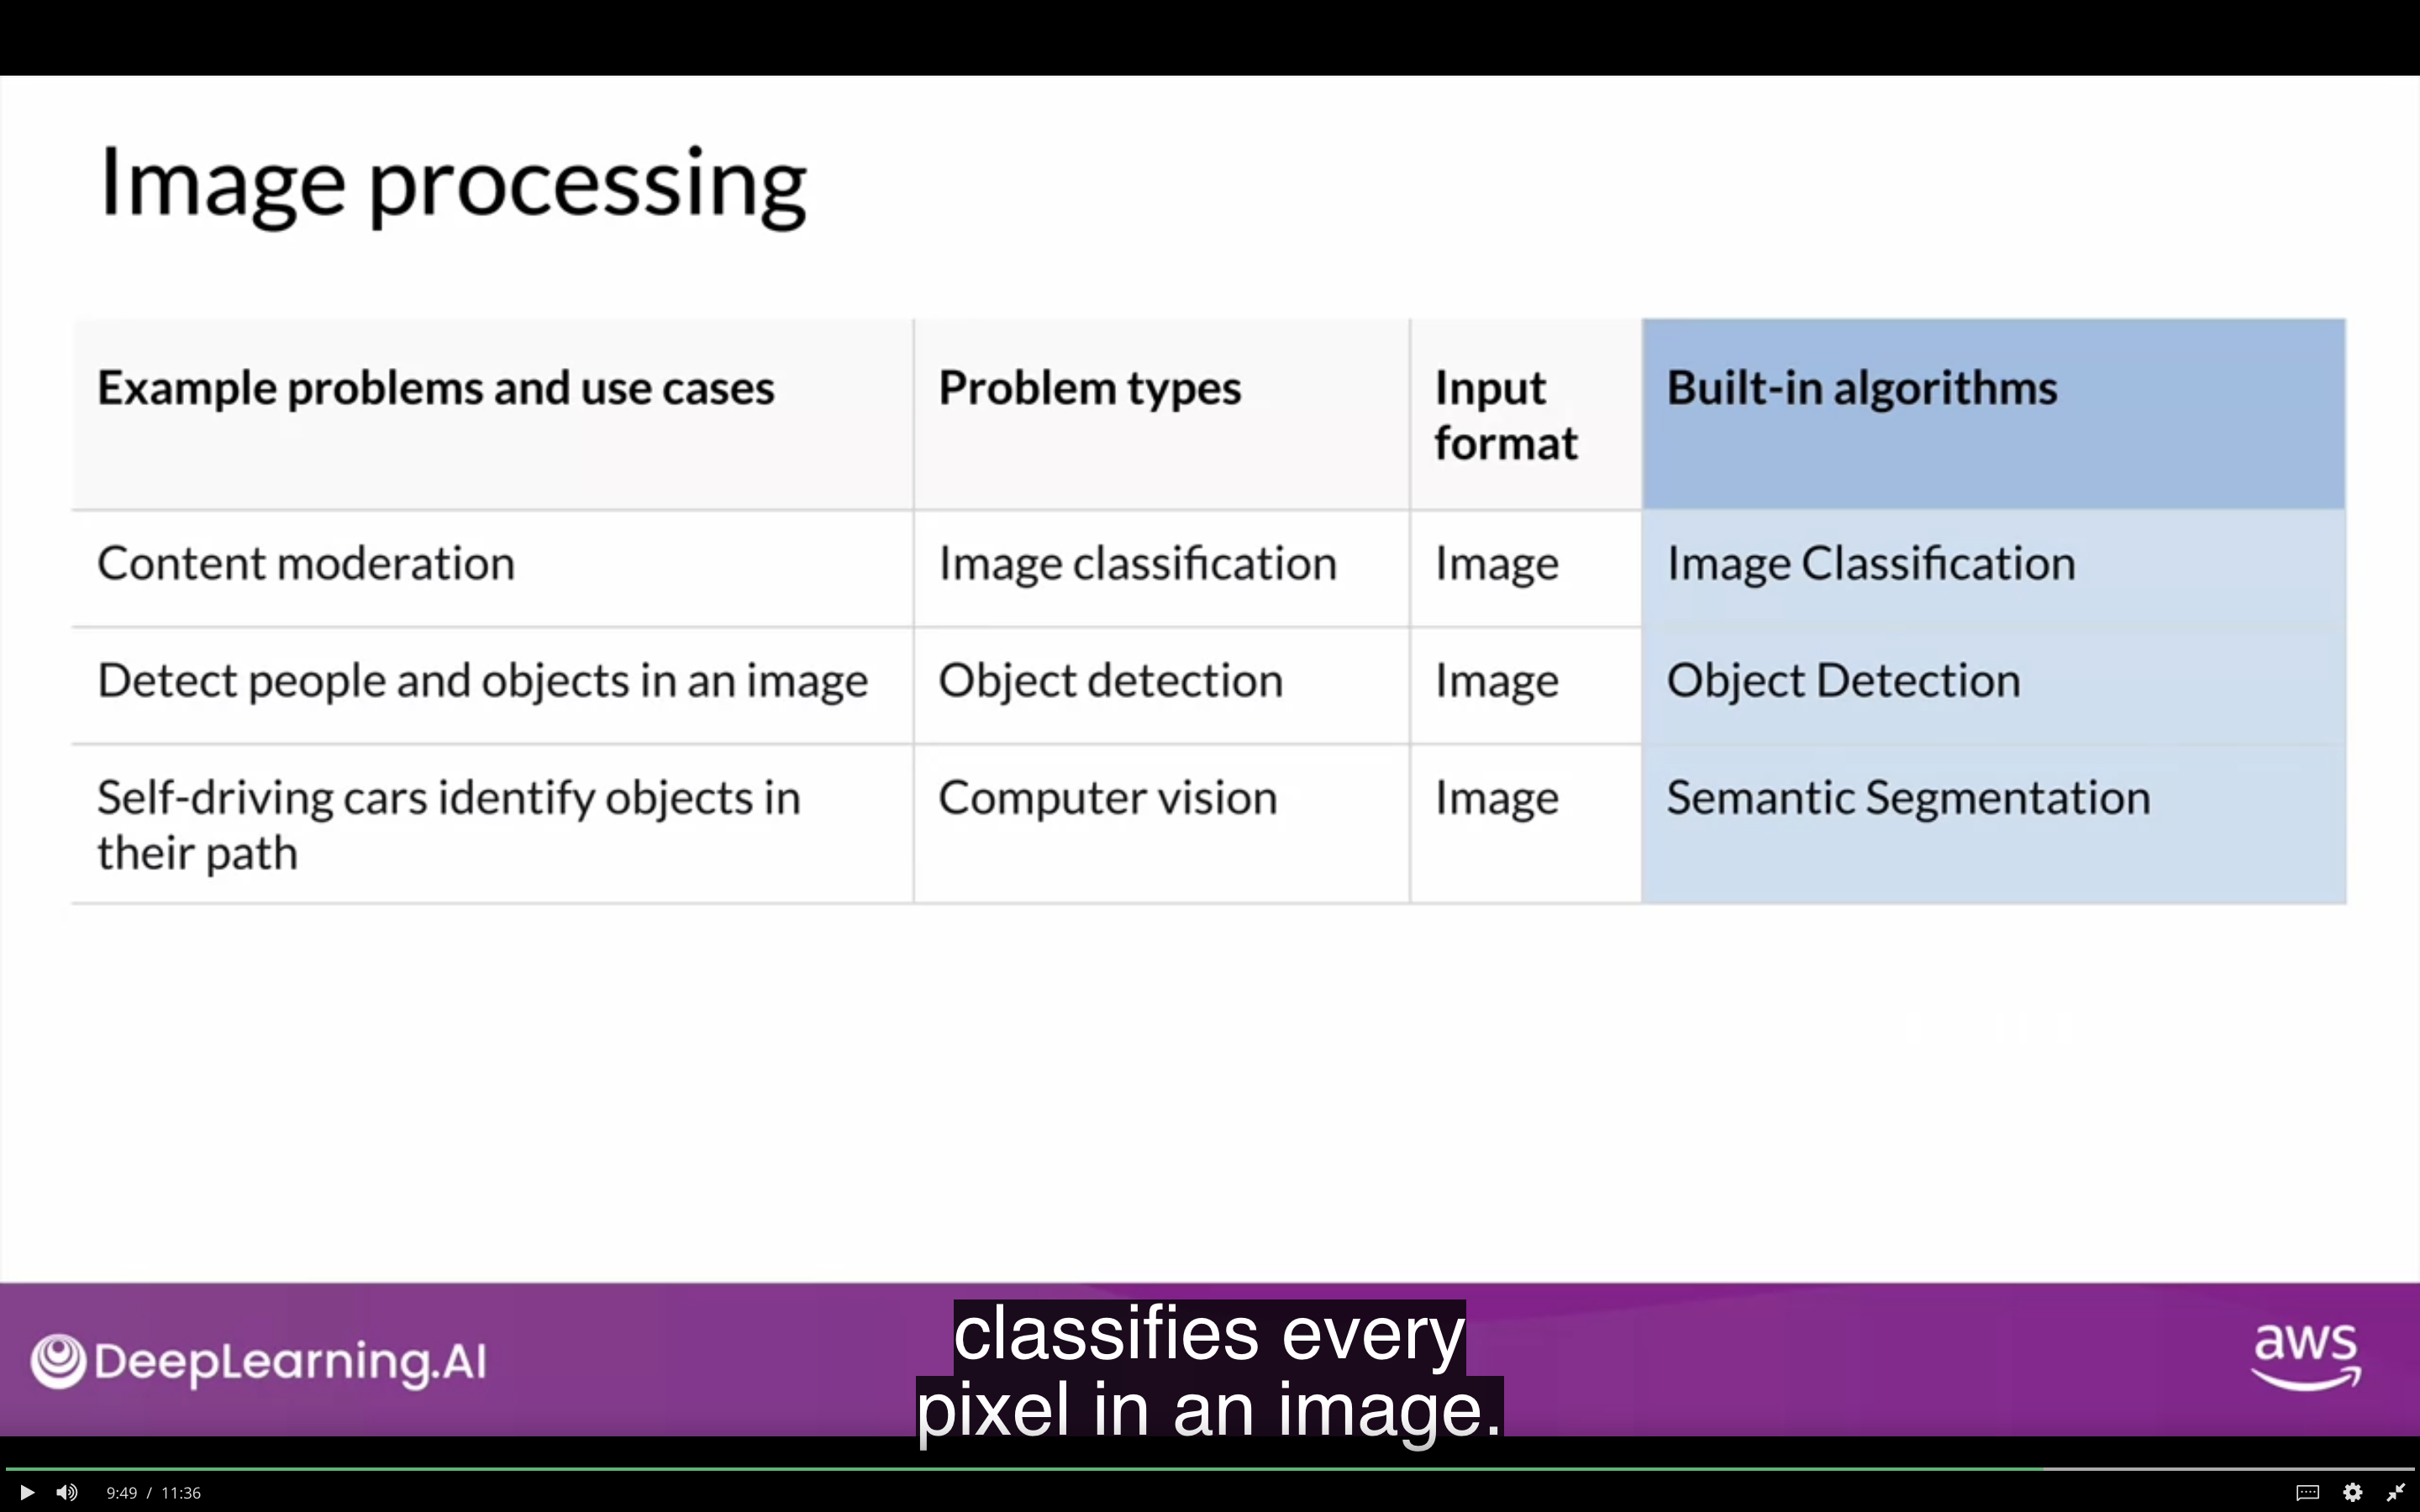 Image processing
Example problems and use cases
Problem types
Input
format
Built-in algorithms
Content moderation
Image classification
Image
Image Classification
Detect people and objects in an image
Object detection
Image
Object Detection
Self-driving cars identify objects in
their path
Computer vision
Image
Semantic Segmentation
DeepLearning.AI
classifies every
pixel in an image.
aws
9:49 / 11:36